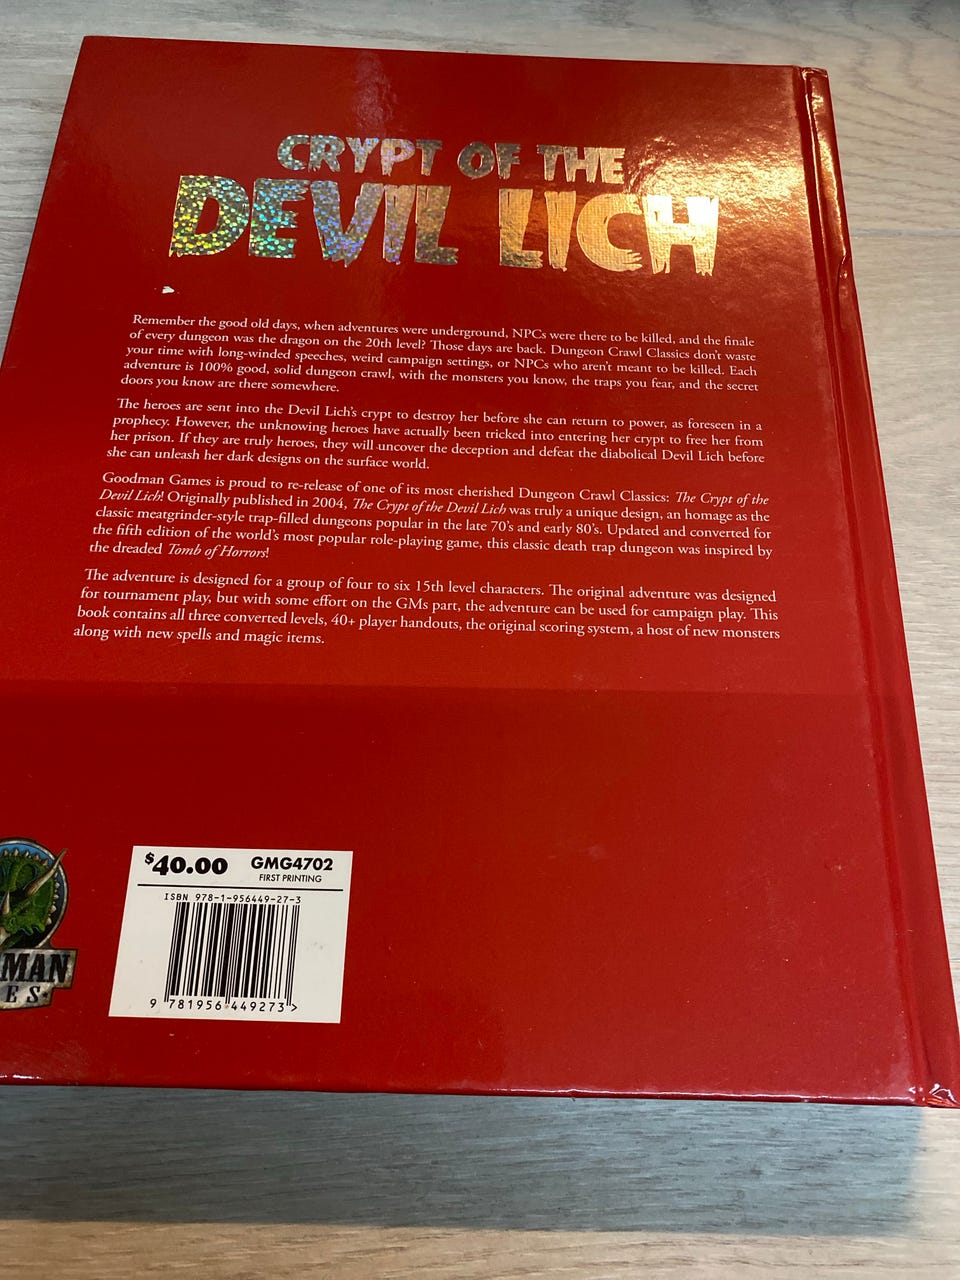 CRYPT OF THE
DEVIL LICH
Remember the good old days, when adventures were underground, NPCs were there to be killed, and the finale
of every dungeon was the dragon on the 20th level? Those days are back. Dungeon Crawl Classics don't waste
your time with long-winded speeches, weird campaign settings, or NPCs who aren't meant to be killed. Each
adventure is 100% good, solid dungeon crawl, with the monsters you know, the traps you fear, and the secret
doors you know are there somewhere.
The heroes are sent into the Devil Lich's crypt to destroy her before she can return to power, as foreseen in a
prophecy. However, the unknowing heroes have actually been tricked into entering her crypt to free her from
her prison. If they are truly heroes, they will uncover the deception and defeat the diabolical Devil Lich before
she can unleash her dark designs on the surface world.
Goodman Games is proud to re-release of one of its most cherished Dungeon Crawl Classics: The Crypt of the
Devil Lich! Originally published in 2004, The Crypt of the Devil Lich was truly a unique design, an homage as the
classic meatgrinder-style trap-filled dungeons popular in the late 70's and early 80's. Updated and converted for
the fifth edition of the world's most popular role-playing game, this classic death trap dungeon was inspired by
the dreaded Tomb of Horrors!
The adventure is designed for a group of four to six 15th level characters. The original adventure was designed
for tournament play, but with some effort on the GMs part, the adventure can be used for campaign play. This
book contains all three converted levels, 40+ player handouts, the original scoring system, a host of new monsters
along with new spells and magic items.
$40.00 GMG4702
FIRST PRINTING
ISBN 978-1-956449-27-3
9 781956 449273 >
MAN
ES